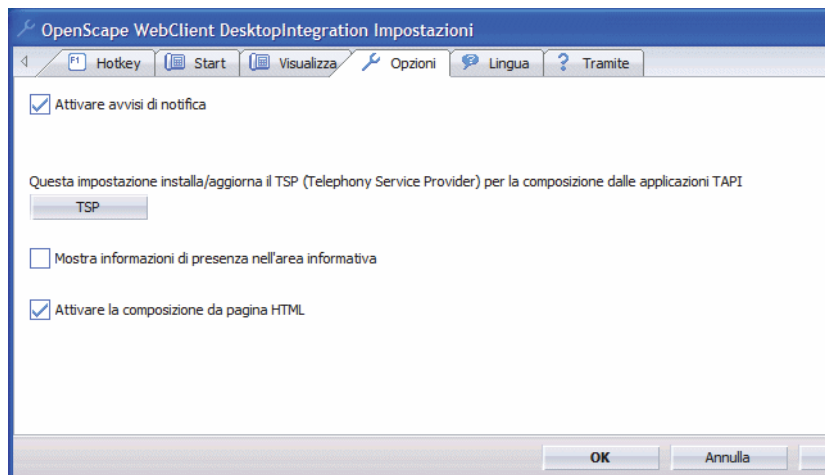 OpenScape WebClient DesktopIntegration Impostazioni
F1 Hotkey Start Visualizza Opzioni Lingua ? Tramite
Attivare avvisi di notifica
Questa impostazione installa/aggiorna il TSP (Telephony Service Provider) per la composizione dalle applicazioni TAPI
TSP
Mostra informazioni di presenza nell'area informativa
Attivare la composizione da pagina HTML
OK Annulla